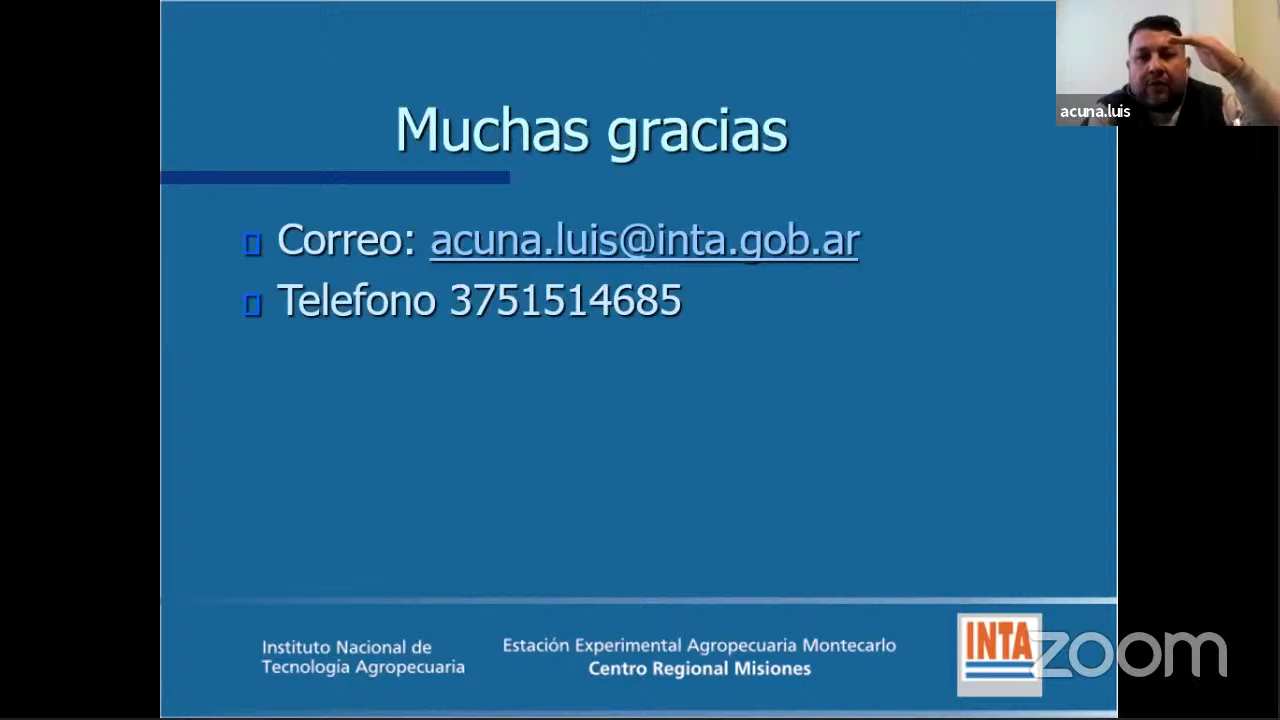 Muchas gracias
acuna.luis
Correo: acuna.luis@inta.gob.ar
Telefono 3751514685
Instituto Nacional de
Tecnología Agropecuaria
Estación Experimental Agropecuaria Montecarlo
Centro Regional Misiones
INTA
zoom